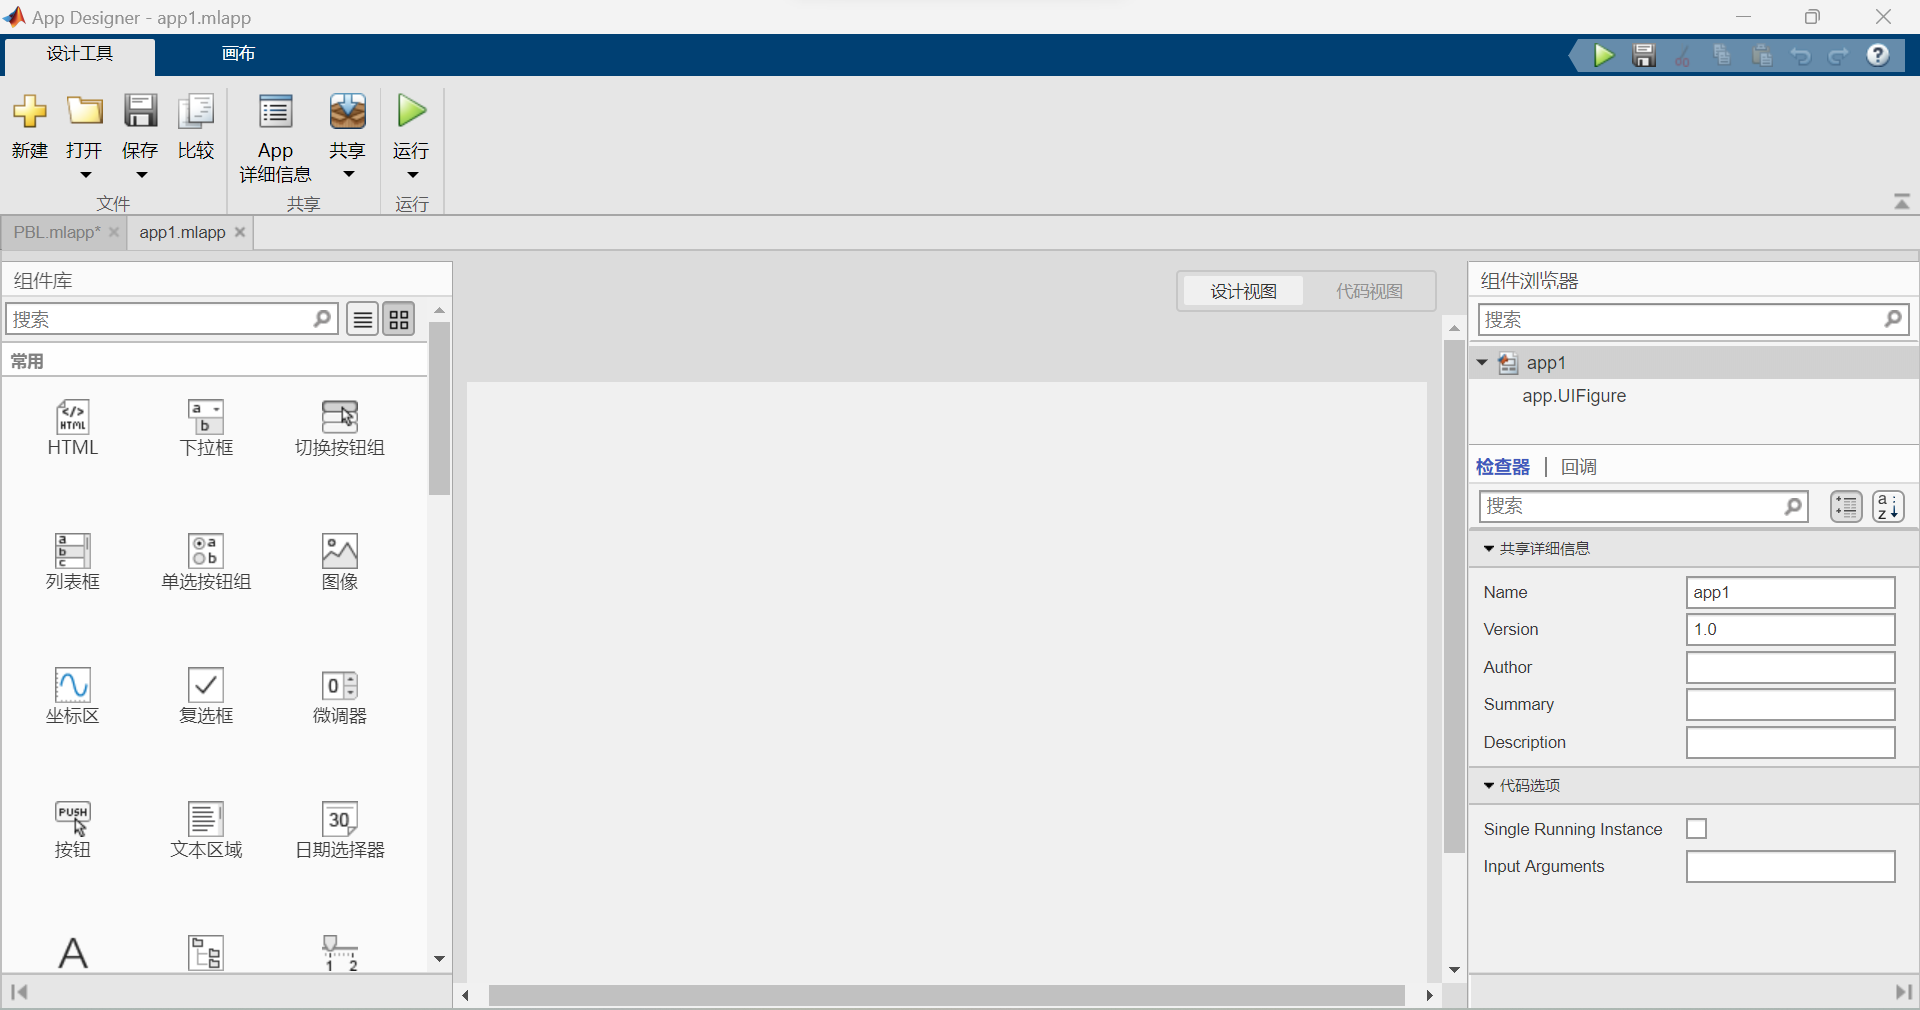 App Designer - app1.mlapp
设计工具
画布
新建
打开
保存
比较
App
详细信息
共享
运行
文件
共享
运行
PBL.mlapp*
app1.mlapp
组件库
搜索
常用
HTML
下拉框
切换按钮组
列表框
单选按钮组
图像
坐标区
复选框
微调器
按钮
文本区域
日期选择器
设计视图
代码视图
组件浏览器
搜索
app1
app.UIFigure
检查器 | 回调
搜索
共享详细信息
Name app1
Version 1.0
Author
Summary
Description
代码选项
Single Running Instance
Input Arguments